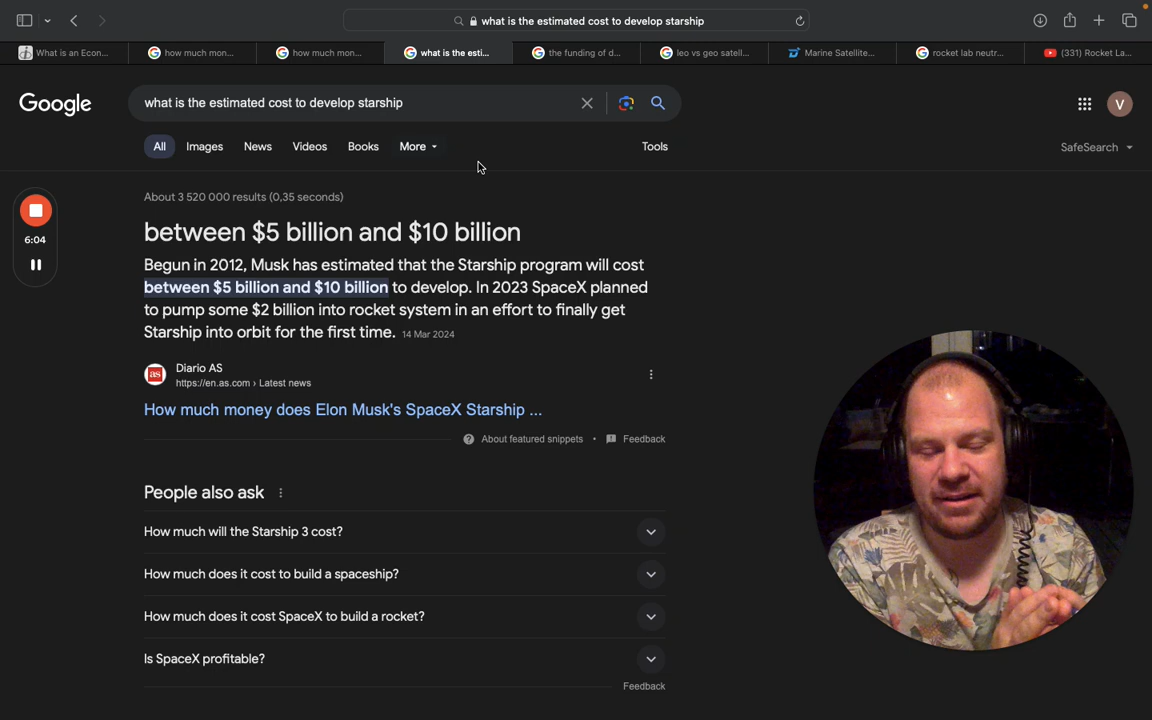 what is the estimated cost to develop starship
What is an Econ...
how much mon...
how much mon...
what is the esti...
the funding of d...
leo vs geo satell...
Marine Satellite...
rocket lab neutr...
(331) Rocket La...
Google
what is the estimated cost to develop starship
V
All
Images
News
Videos
Books
More
Tools
SafeSearch
About 3 520 000 results (0,35 seconds)
6:04
between $5 billion and $10 billion
Begun in 2012, Musk has estimated that the Starship program will cost
between $5 billion and $10 billion to develop. In 2023 SpaceX planned
to pump some $2 billion into rocket system in an effort to finally get
Starship into orbit for the first time. 14 Mar 2024
as
Diario AS
https://en.as.com › Latest news
How much money does Elon Musk's SpaceX Starship ...
About featured snippets • Feedback
People also ask
How much will the Starship 3 cost?
How much does it cost to build a spaceship?
How much does it cost SpaceX to build a rocket?
Is SpaceX profitable?
Feedback